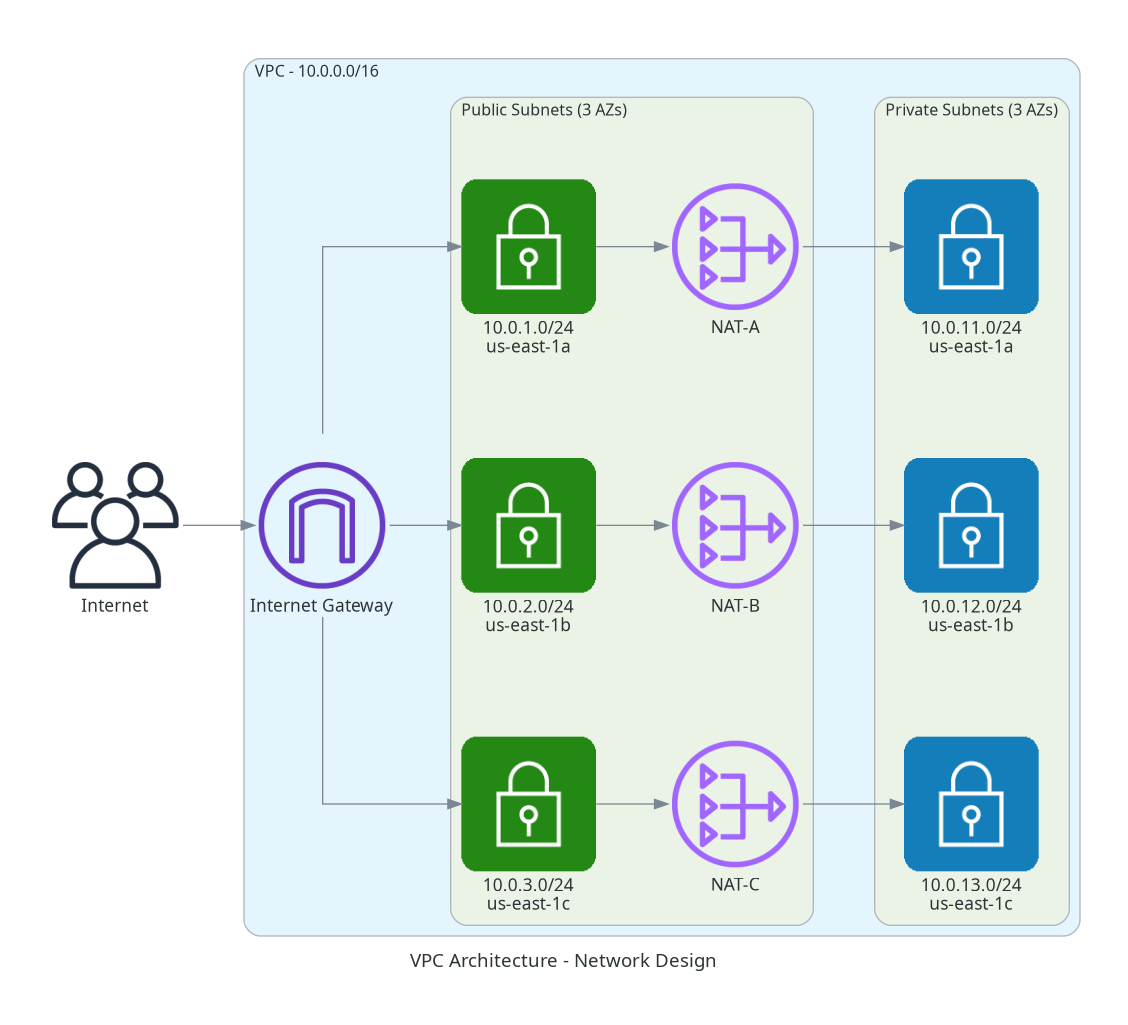 VPC - 10.0.0.0/16
Public Subnets (3 AZs)
Private Subnets (3 AZs)
10.0.1.0/24
us-east-1a
NAT-A
10.0.11.0/24
us-east-1a
Internet
Internet Gateway
10.0.2.0/24
us-east-1b
NAT-B
10.0.12.0/24
us-east-1b
10.0.3.0/24
us-east-1c
NAT-C
10.0.13.0/24
us-east-1c
VPC Architecture - Network Design